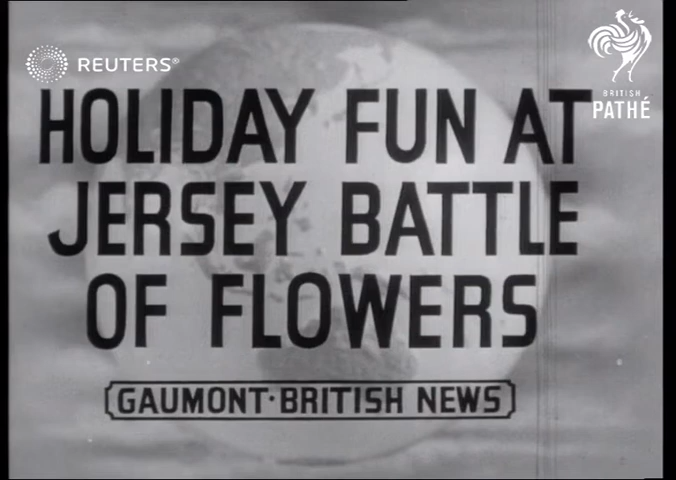 REUTERS®
BRITISH
PATHÉ
HOLIDAY FUN AT
JERSEY BATTLE
OF FLOWERS
GAUMONT·BRITISH NEWS